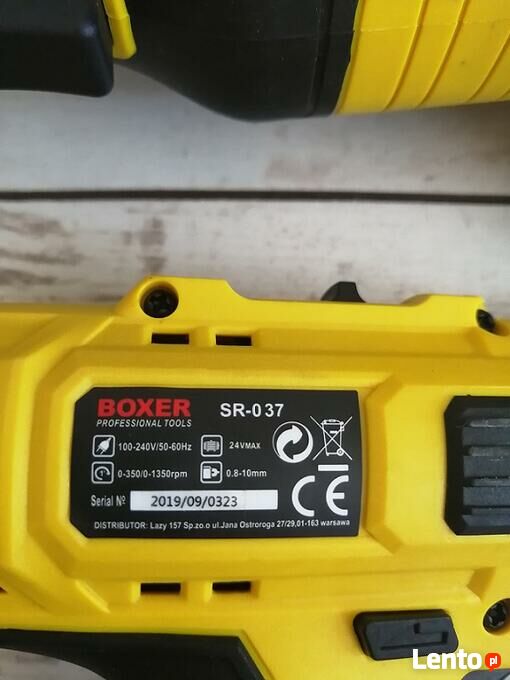 BOXER SR-037
PROFESSIONAL TOOLS
100-240V/50-60Hz 24VMAX
0-350/0-1350rpm 0.8-10mm
Serial Nº 2019/09/0323
CE
DISTRIBUTOR: Lazy 157 Sp.zo.o ul.Jana Ostroroga 27/29,01-163 warsawa
Lento pl